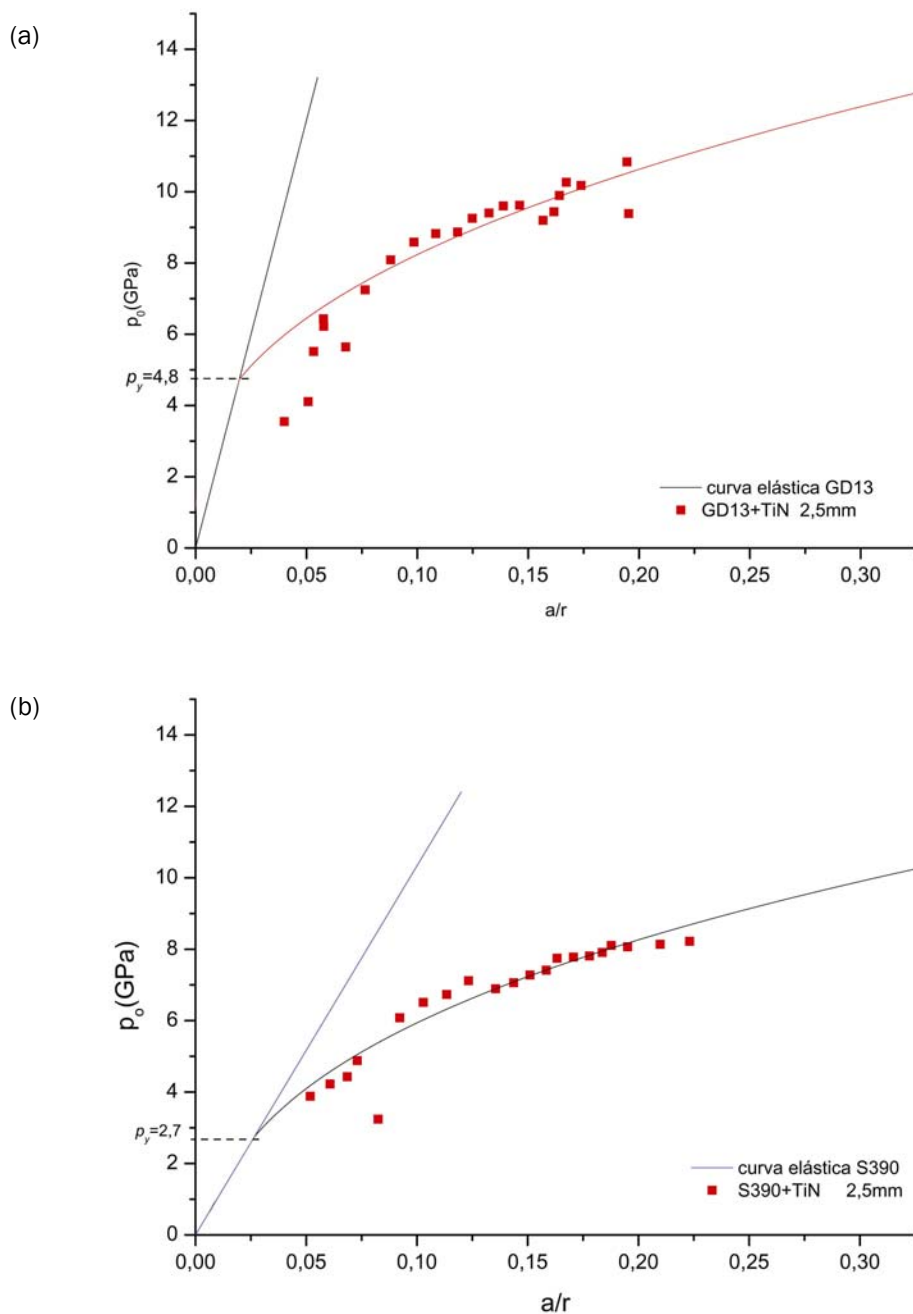 (a)
14
12
10
8
6
4
2
0
p₀(GPa)
pᵧ=4,8
curva elástica GD13
GD13+TiN 2,5mm
0,00 0,05 0,10 0,15 0,20 0,25 0,30
a/r
(b)
14
12
10
8
6
4
2
0
pₒ(GPa)
pᵧ=2,7
curva elástica S390
S390+TiN 2,5mm
0,00 0,05 0,10 0,15 0,20 0,25 0,30
a/r